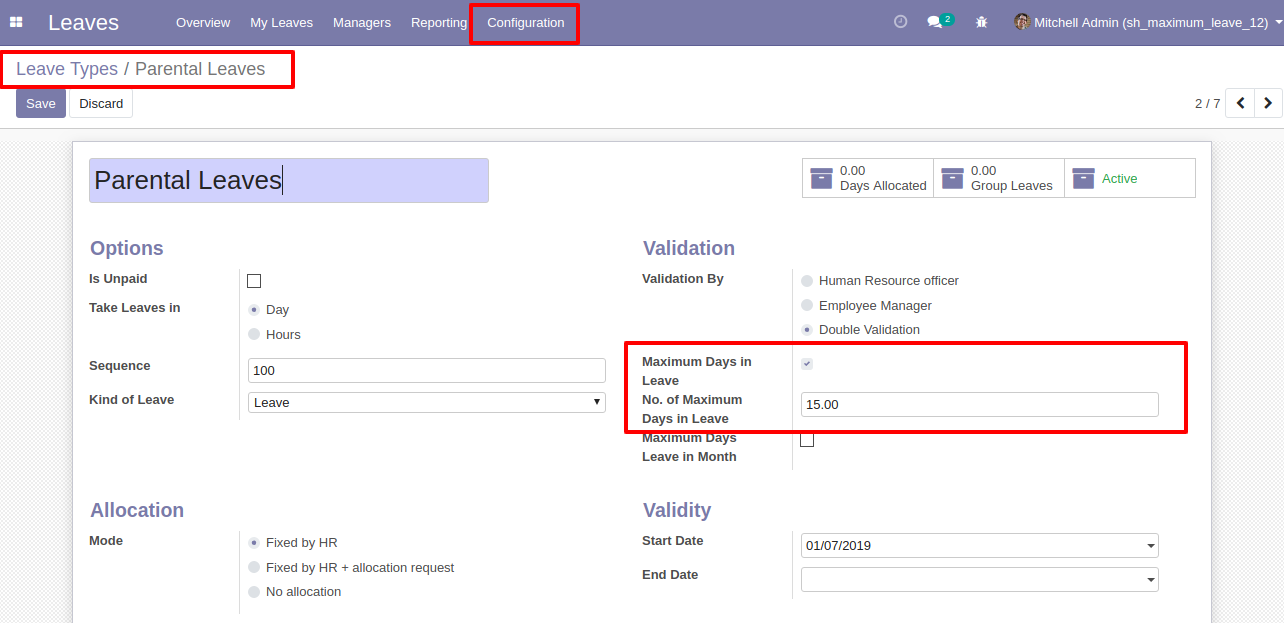 Leaves Overview My Leaves Managers Reporting Configuration 2 Mitchell Admin (sh_maximum_leave_12)
Leave Types / Parental Leaves
Save Discard 2 / 7
Parental Leaves
0.00
Days Allocated
0.00
Group Leaves
Active
Options
Is Unpaid
Take Leaves in
Day
Hours
Sequence
100
Kind of Leave
Leave
Validation
Validation By
Human Resource officer
Employee Manager
Double Validation
Maximum Days in
Leave
No. of Maximum
Days in Leave
15.00
Maximum Days
Leave in Month
Allocation
Mode
Fixed by HR
Fixed by HR + allocation request
No allocation
Validity
Start Date
01/07/2019
End Date